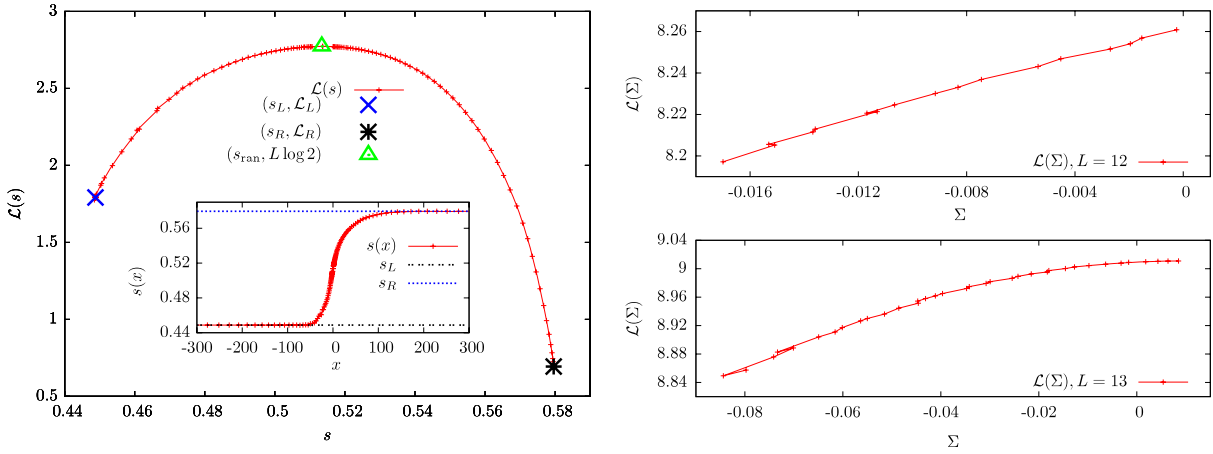 3
2.5
2
1.5
1
0.5
0.44
0.46
0.48
0.5
0.52
0.54
0.56
0.58
ℒ(s)
s
ℒ(s)
(s_L, ℒ_L)
(s_R, ℒ_R)
(s_ran, L log 2)
0.56
0.52
0.48
0.44
-300
-200
-100
0
100
200
300
s(x)
x
s(x)
s_L
s_R
8.26
8.24
8.22
8.2
-0.016
-0.012
-0.008
-0.004
0
ℒ(Σ)
Σ
ℒ(Σ), L = 12
9.04
9
8.96
8.92
8.88
8.84
-0.08
-0.06
-0.04
-0.02
0
ℒ(Σ)
Σ
ℒ(Σ), L = 13